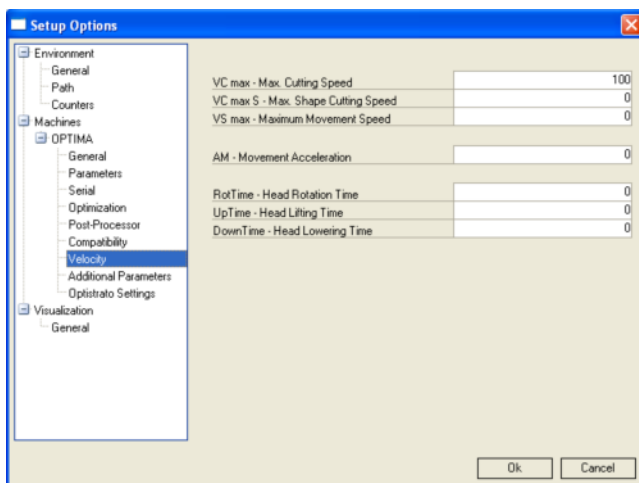 Setup Options
Environment
General
Path
Counters
Machines
OPTIMA
General
Parameters
Serial
Optimization
Post-Processor
Compatibility
Velocity
Additional Parameters
Optistrato Settings
Visualization
General
VC max - Max. Cutting Speed 100
VC max S - Max. Shape Cutting Speed 0
VS max - Maximum Movement Speed 0
AM - Movement Acceleration 0
RotTime - Head Rotation Time 0
UpTime - Head Lifting Time 0
DownTime - Head Lowering Time 0
Ok Cancel